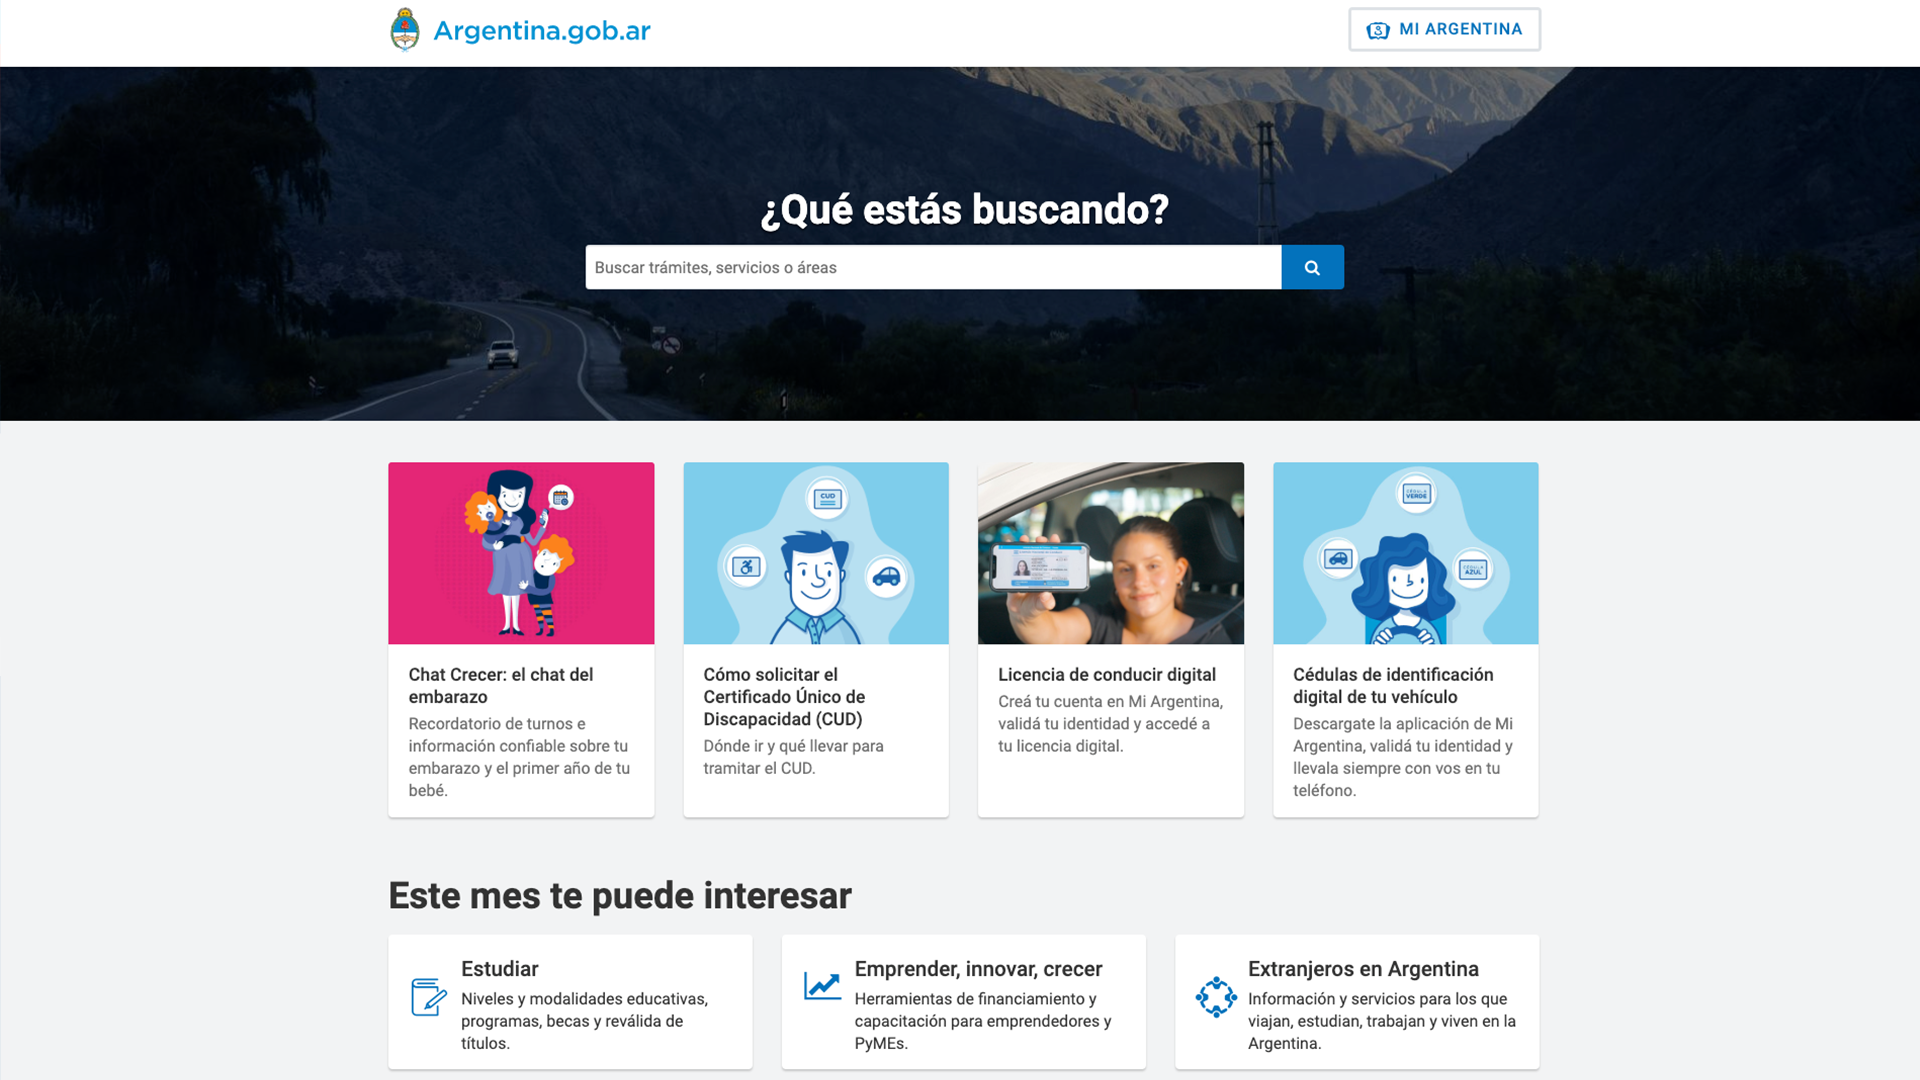 Argentina.gob.ar
MI ARGENTINA
¿Qué estás buscando?
Buscar trámites, servicios o áreas
CUD
CÉDULA
VERDE
CÉDULA
AZUL
Chat Crecer: el chat del
embarazo
Recordatorio de turnos e
información confiable sobre tu
embarazo y el primer año de tu
bebé.
Cómo solicitar el
Certificado Único de
Discapacidad (CUD)
Dónde ir y qué llevar para
tramitar el CUD.
Licencia de conducir digital
Creá tu cuenta en Mi Argentina,
validá tu identidad y accedé a
tu licencia digital.
Cédulas de identificación
digital de tu vehículo
Descargate la aplicación de Mi
Argentina, validá tu identidad y
llevala siempre con vos en tu
teléfono.
Este mes te puede interesar
Estudiar
Niveles y modalidades educativas,
programas, becas y reválida de
títulos.
Emprender, innovar, crecer
Herramientas de financiamiento y
capacitación para emprendedores y
PyMEs.
Extranjeros en Argentina
Información y servicios para los que
viajan, estudian, trabajan y viven en la
Argentina.